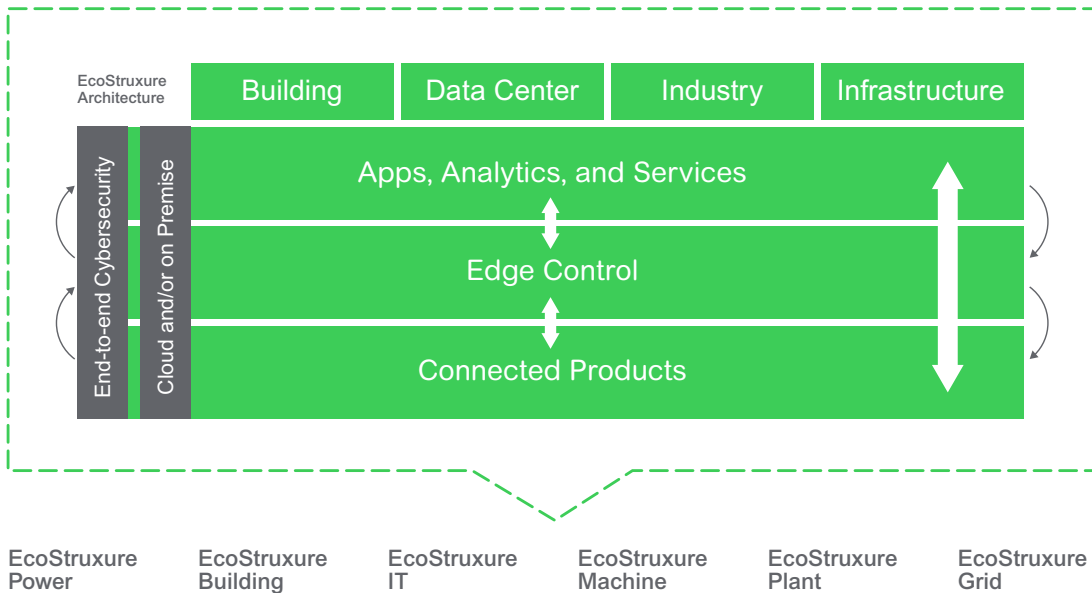 EcoStruxure
Architecture
Building
Data Center
Industry
Infrastructure
End-to-end Cybersecurity
Cloud and/or on Premise
Apps, Analytics, and Services
Edge Control
Connected Products
EcoStruxure
Power
EcoStruxure
Building
EcoStruxure
IT
EcoStruxure
Machine
EcoStruxure
Plant
EcoStruxure
Grid